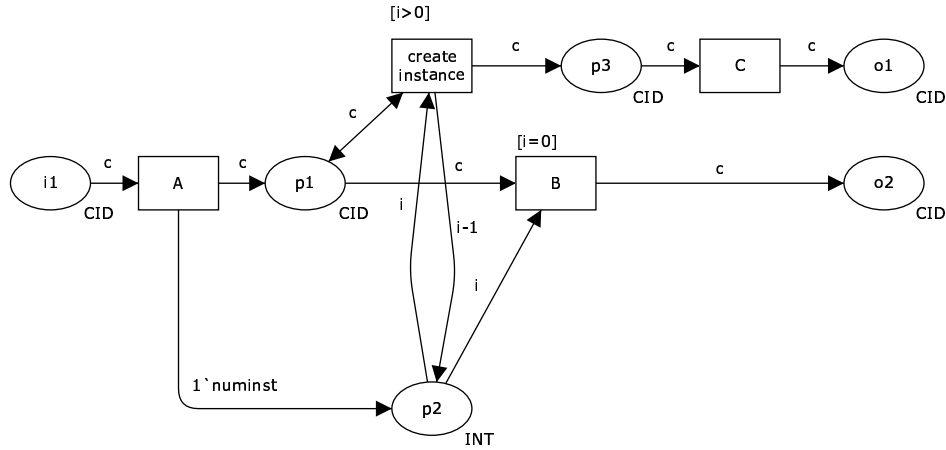 [i>0]
create
instance
c
p3
CID
c
C
c
o1
CID
c
[i=0]
i1
CID
c
A
c
p1
CID
c
B
c
o2
CID
i
i-1
i
1`numinst
p2
INT